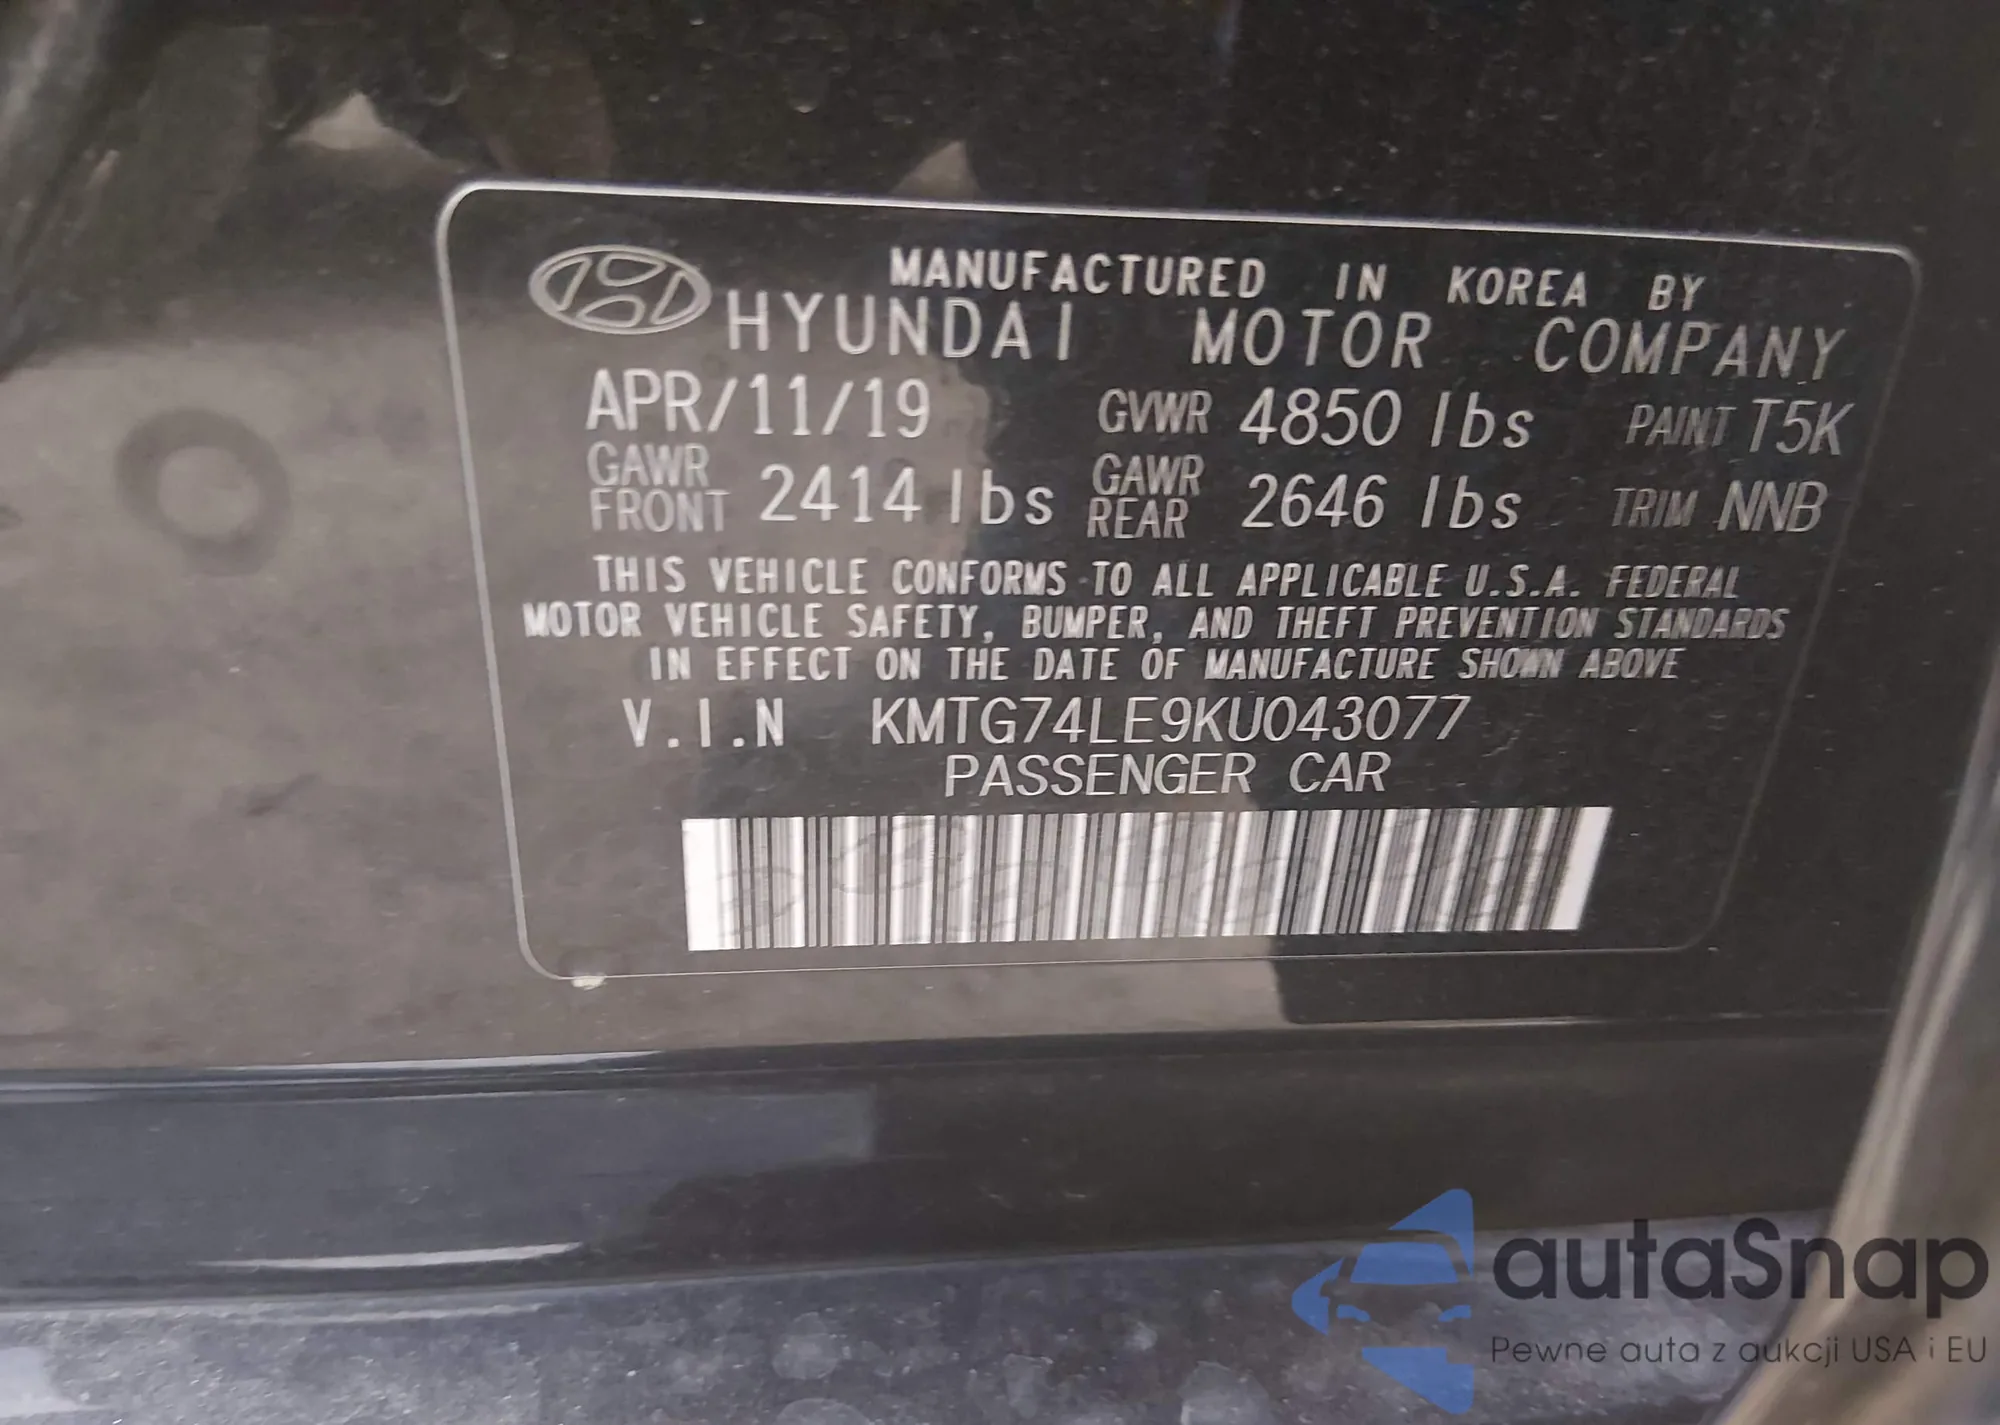 MANUFACTURED IN KOREA BY
HYUNDAI MOTOR COMPANY
APR/11/19 GVWR 4850 lbs PAINT T5K
GAWR FRONT 2414 lbs GAWR REAR 2646 lbs TRIM NNB
THIS VEHICLE CONFORMS TO ALL APPLICABLE U.S.A. FEDERAL
MOTOR VEHICLE SAFETY, BUMPER, AND THEFT PREVENTION STANDARDS
IN EFFECT ON THE DATE OF MANUFACTURE SHOWN ABOVE
V.I.N KMTG74LE9KU043077
PASSENGER CAR
autaSnap
Pewne auta z aukcji USA i EU